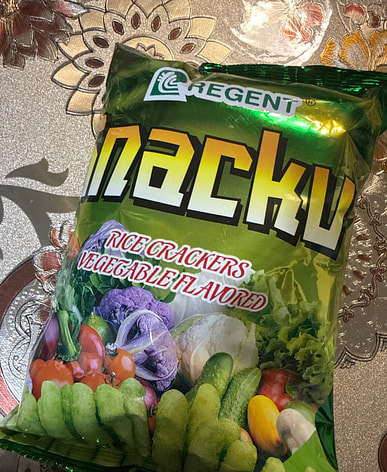 REGENT®
nacku
RICE CRACKERS
VEGETABLE FLAVORED